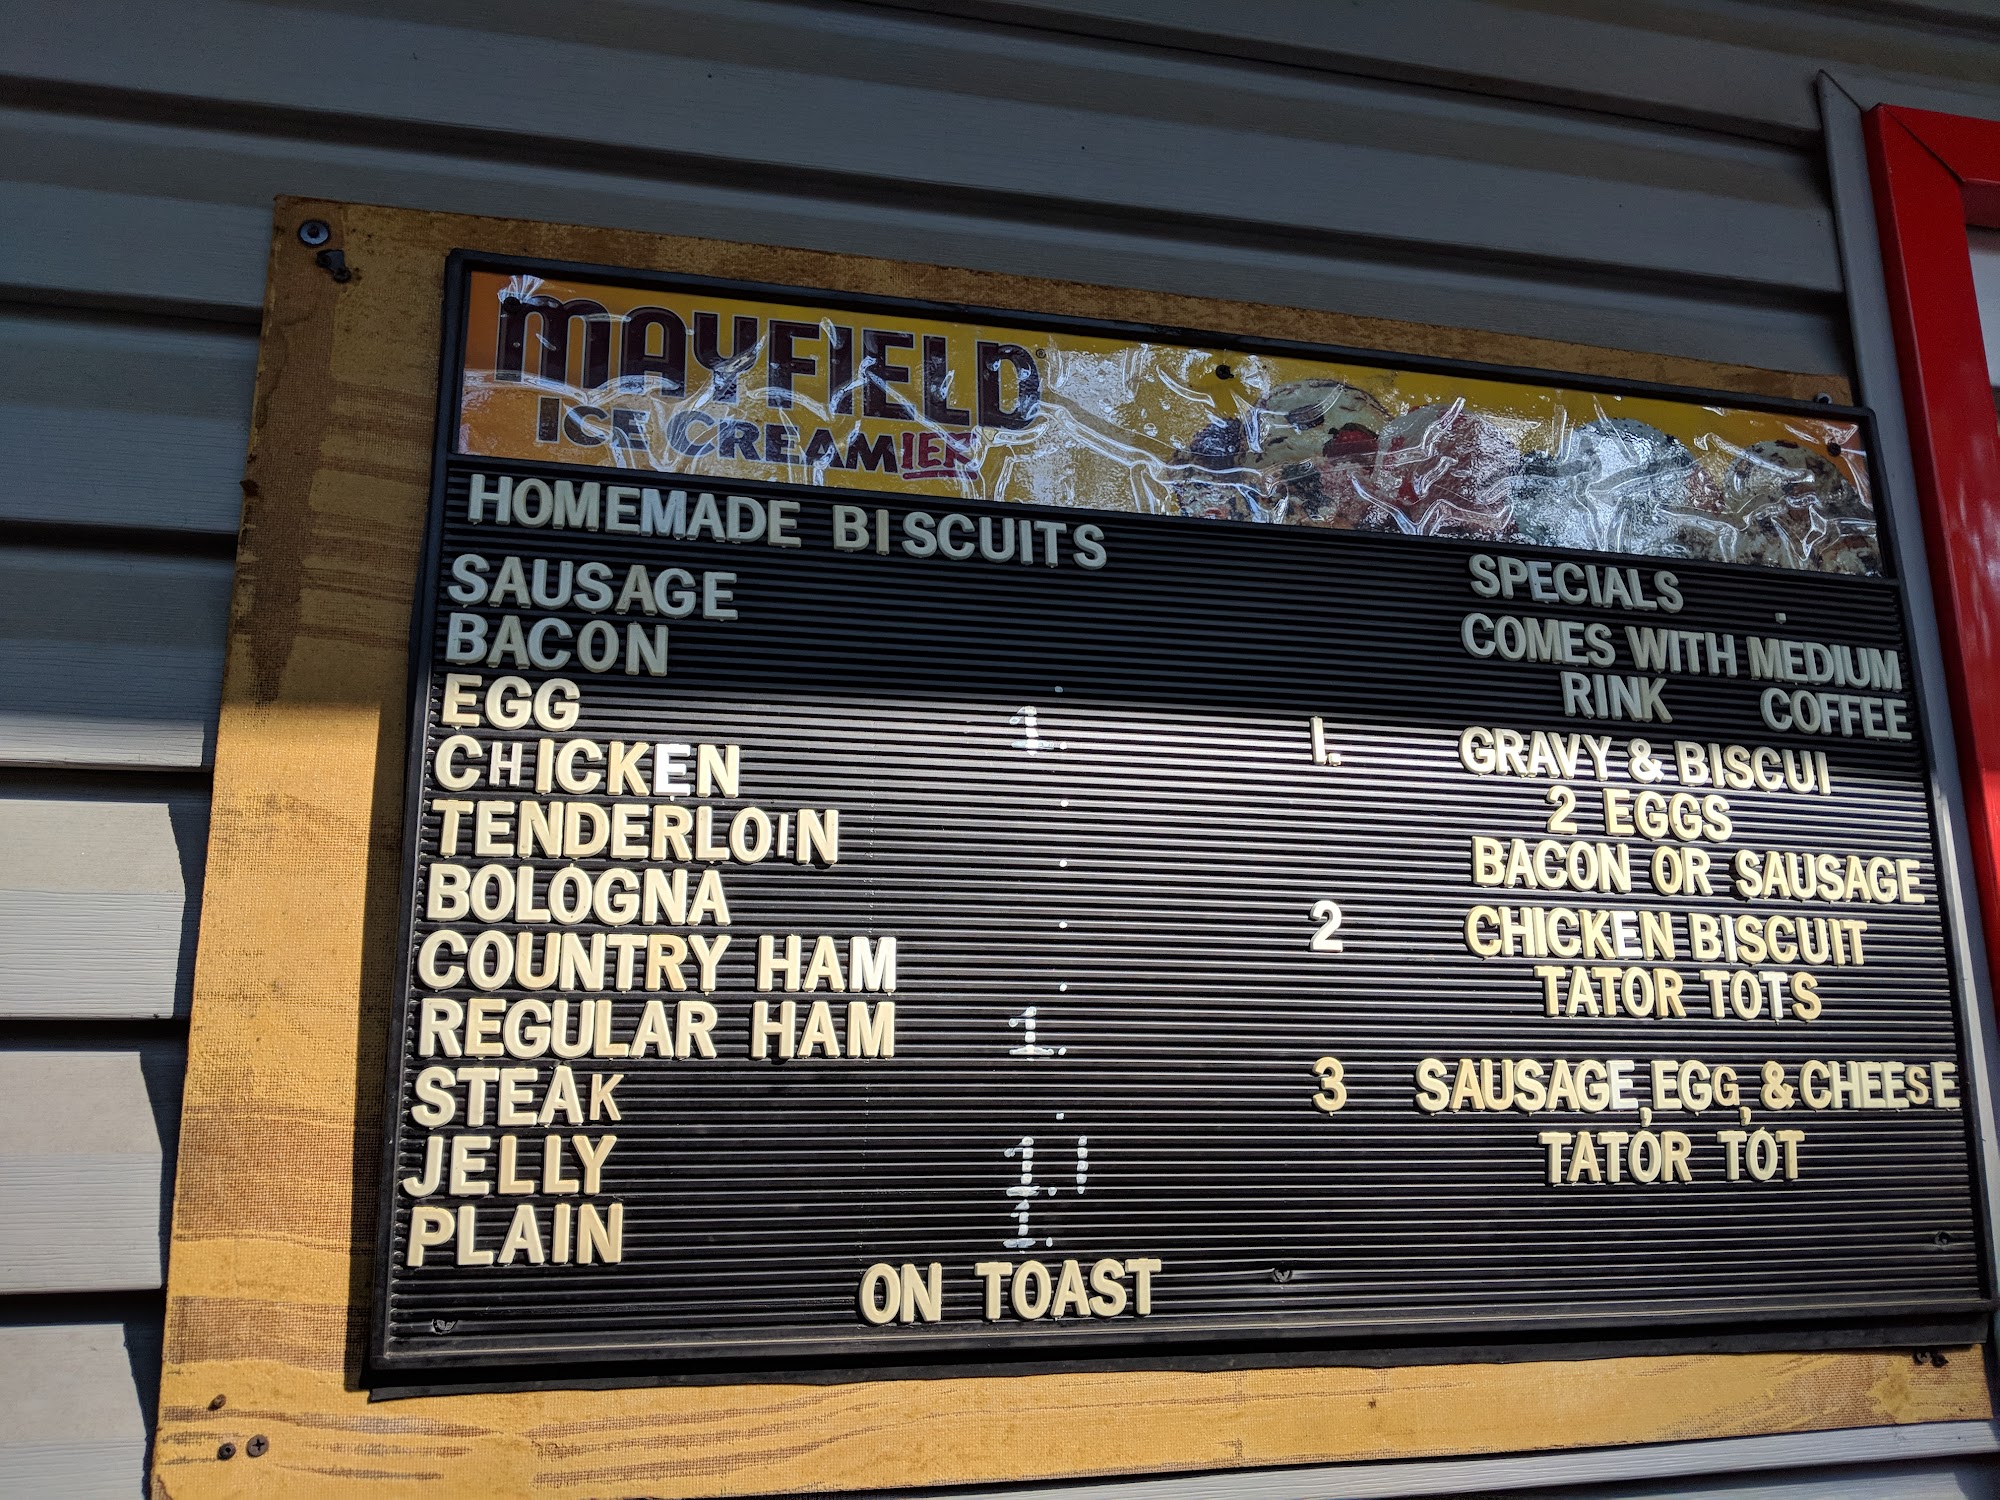 MAYFIELD
ICE CREAMIER
HOMEMADE BISCUITS
SAUSAGE
BACON
EGG 1.
CHICKEN
TENDERLOIN
BOLOGNA
COUNTRY HAM
REGULAR HAM 1.
STEAK
JELLY 1.
PLAIN 1.
ON TOAST
SPECIALS
COMES WITH MEDIUM
RINK COFFEE
1. GRAVY & BISCUI
2 EGGS
BACON OR SAUSAGE
2 CHICKEN BISCUIT
TATOR TOTS
3 SAUSAGE, EGG, & CHEESE
TATOR TOT